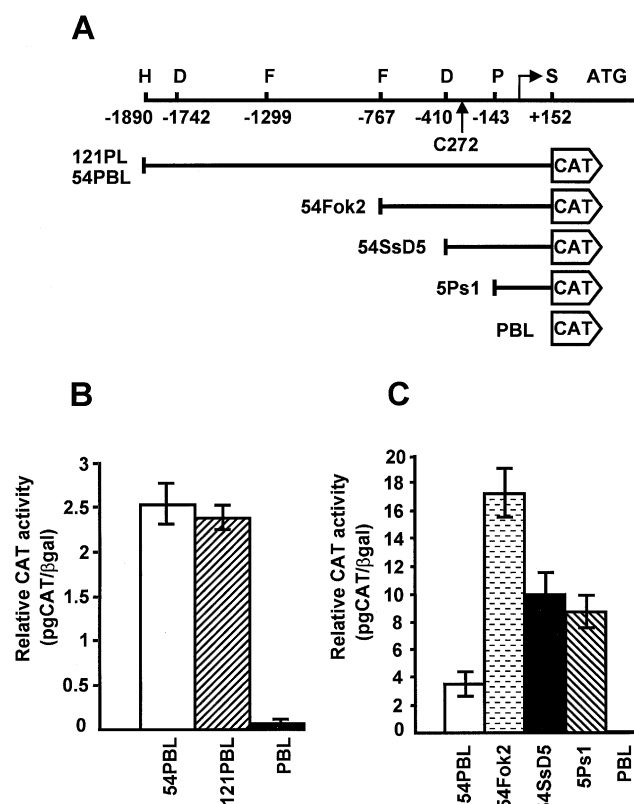 A
H D F F D P S ATG
-1890 -1742 -1299 -767 -410 -143 +152
C272
121PL
54PBL
CAT
54Fok2 CAT
54SsD5 CAT
5Ps1 CAT
PBL CAT
B
Relative CAT activity
(pgCAT/βgal)
3
2.5
2
1.5
1
0.5
0
54PBL
121PBL
PBL
C
Relative CAT activity
(pgCAT/βgal)
20
18
16
14
12
10
8
6
4
2
0
54PBL
54Fok2
54SsD5
5Ps1
PBL